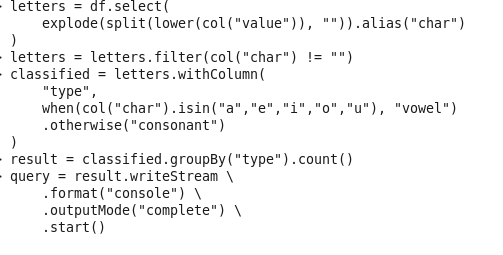 letters = df.select(
    explode(split(lower(col("value")), "")).alias("char")
)
letters = letters.filter(col("char") != "")
classified = letters.withColumn(
    "type",
    when(col("char").isin("a","e","i","o","u"), "vowel")
    .otherwise("consonant")
)
result = classified.groupBy("type").count()
query = result.writeStream \
    .format("console") \
    .outputMode("complete") \
    .start()